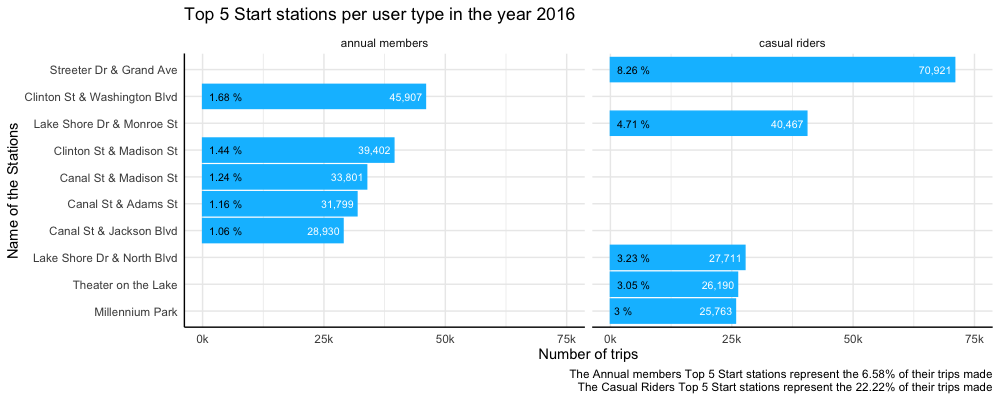 Top 5 Start stations per user type in the year 2016
annual members
casual riders
Name of the Stations
Streeter Dr & Grand Ave
8.26 %
70,921
Clinton St & Washington Blvd
1.68 %
45,907
Lake Shore Dr & Monroe St
4.71 %
40,467
Clinton St & Madison St
1.44 %
39,402
Canal St & Madison St
1.24 %
33,801
Canal St & Adams St
1.16 %
31,799
Canal St & Jackson Blvd
1.06 %
28,930
Lake Shore Dr & North Blvd
3.23 %
27,711
Theater on the Lake
3.05 %
26,190
Millennium Park
3 %
25,763
0k
25k
50k
75k
0k
25k
50k
75k
Number of trips
The Annual members Top 5 Start stations represent the 6.58% of their trips made
The Casual Riders Top 5 Start stations represent the 22.22% of their trips made